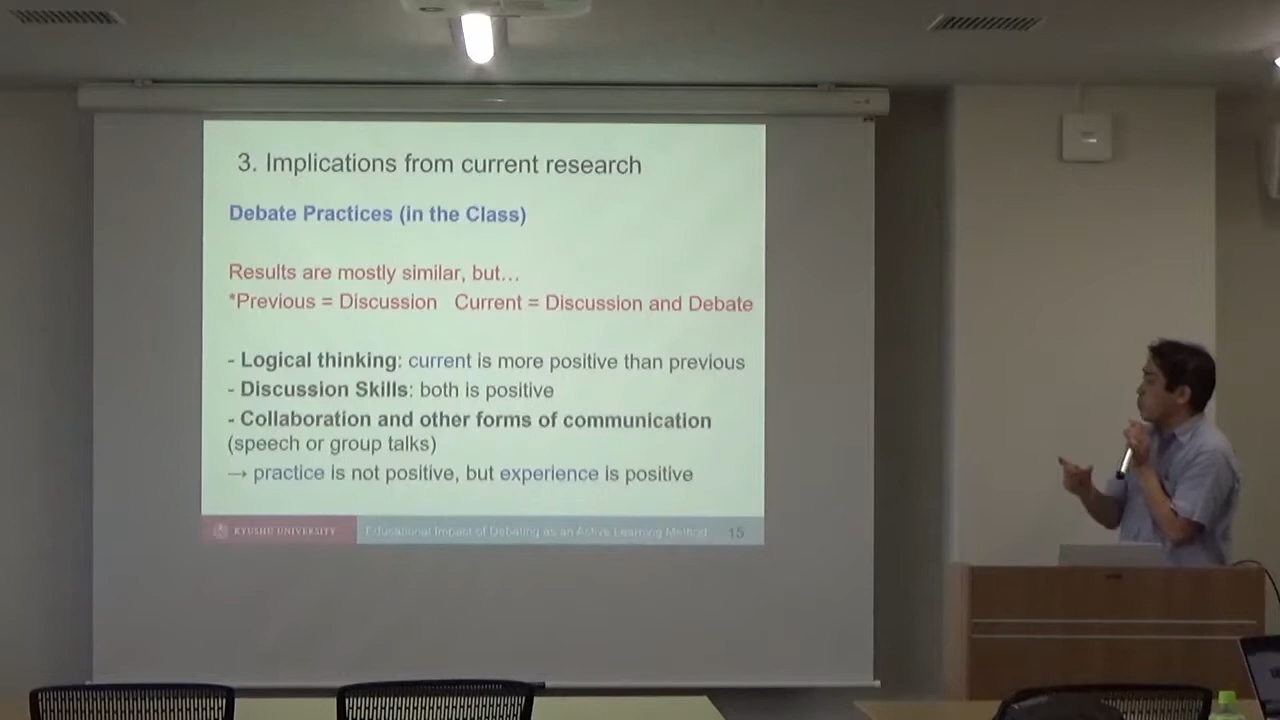 3. Implications from current research
Debate Practices (in the Class)
Results are mostly similar, but…
*Previous = Discussion Current = Discussion and Debate
- Logical thinking: current is more positive than previous
- Discussion Skills: both is positive
- Collaboration and other forms of communication
(speech or group talks)
→ practice is not positive, but experience is positive
KYUSHU UNIVERSITY Educational Impact of Debating as an Active Learning Method 15